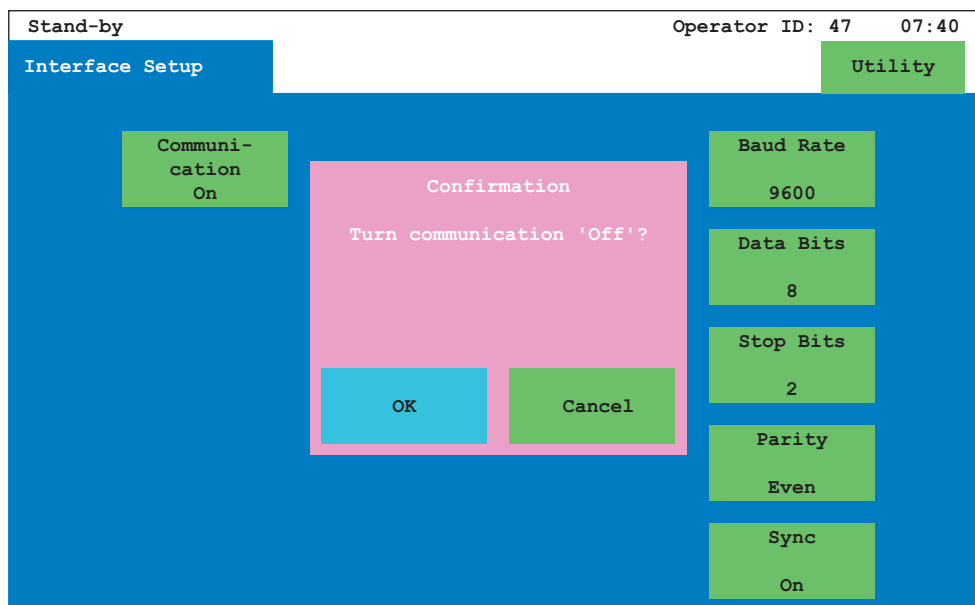 Stand-by
Operator ID: 47 07:40
Interface Setup
Utility
Communi-
cation
On
Confirmation
Turn communication 'Off'?
OK
Cancel
Baud Rate
9600
Data Bits
8
Stop Bits
2
Parity
Even
Sync
On